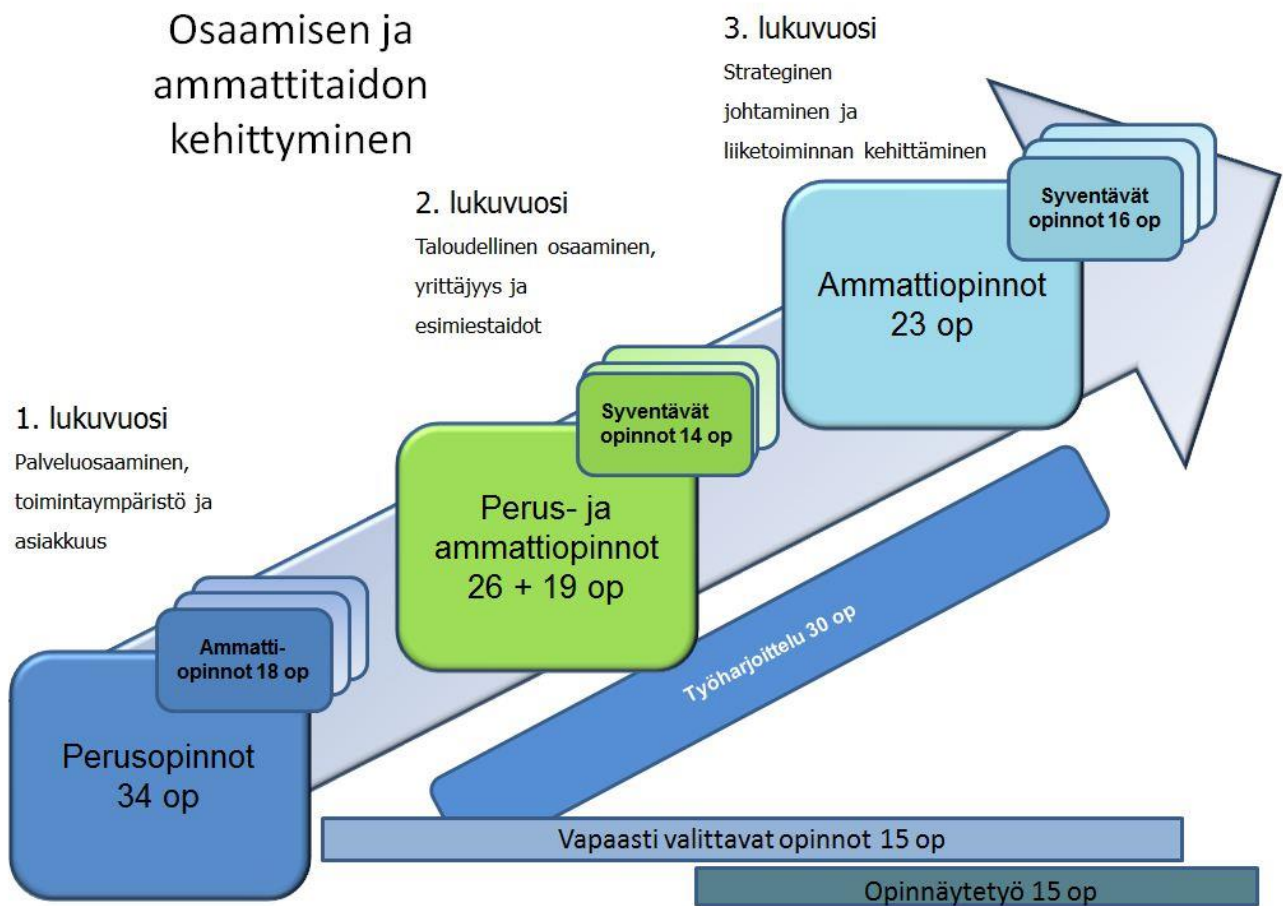 Osaamisen ja
ammattitaidon
kehittyminen
1. lukuvuosi
Palveluosaaminen,
toimintaympäristö ja
asiakkuus
Ammatti-
opinnot 18 op
Perusopinnot
34 op
2. lukuvuosi
Taloudellinen osaaminen,
yrittäjyys ja
esimiestaidot
Syventävät
opinnot 14 op
Perus- ja
ammattiopinnot
26 + 19 op
3. lukuvuosi
Strateginen
johtaminen ja
liiketoiminnan kehittäminen
Syventävät
opinnot 16 op
Ammattiopinnot
23 op
Työharjoittelu 30 op
Vapaasti valittavat opinnot 15 op
Opinnäytetyö 15 op